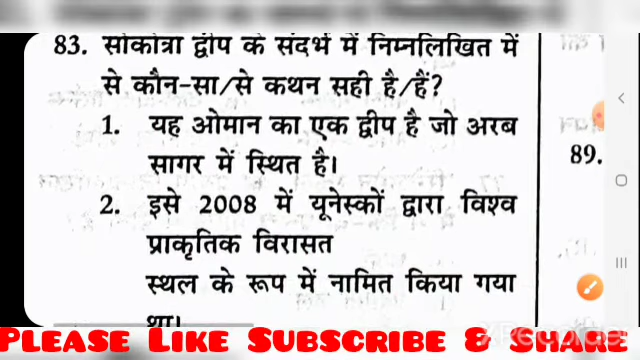 83. सोकोत्रा द्वीप के संदर्भ में निम्नलिखित में
से कौन-सा/से कथन सही है/हैं?
1. यह ओमान का एक द्वीप है जो अरब
सागर में स्थित है।
89.
2. इसे 2008 में यूनेस्कों द्वारा विश्व
प्राकृतिक विरासत
स्थल के रूप में नामित किया गया
था।
PLEASE LIKE SUBSCRIBE & SHARE